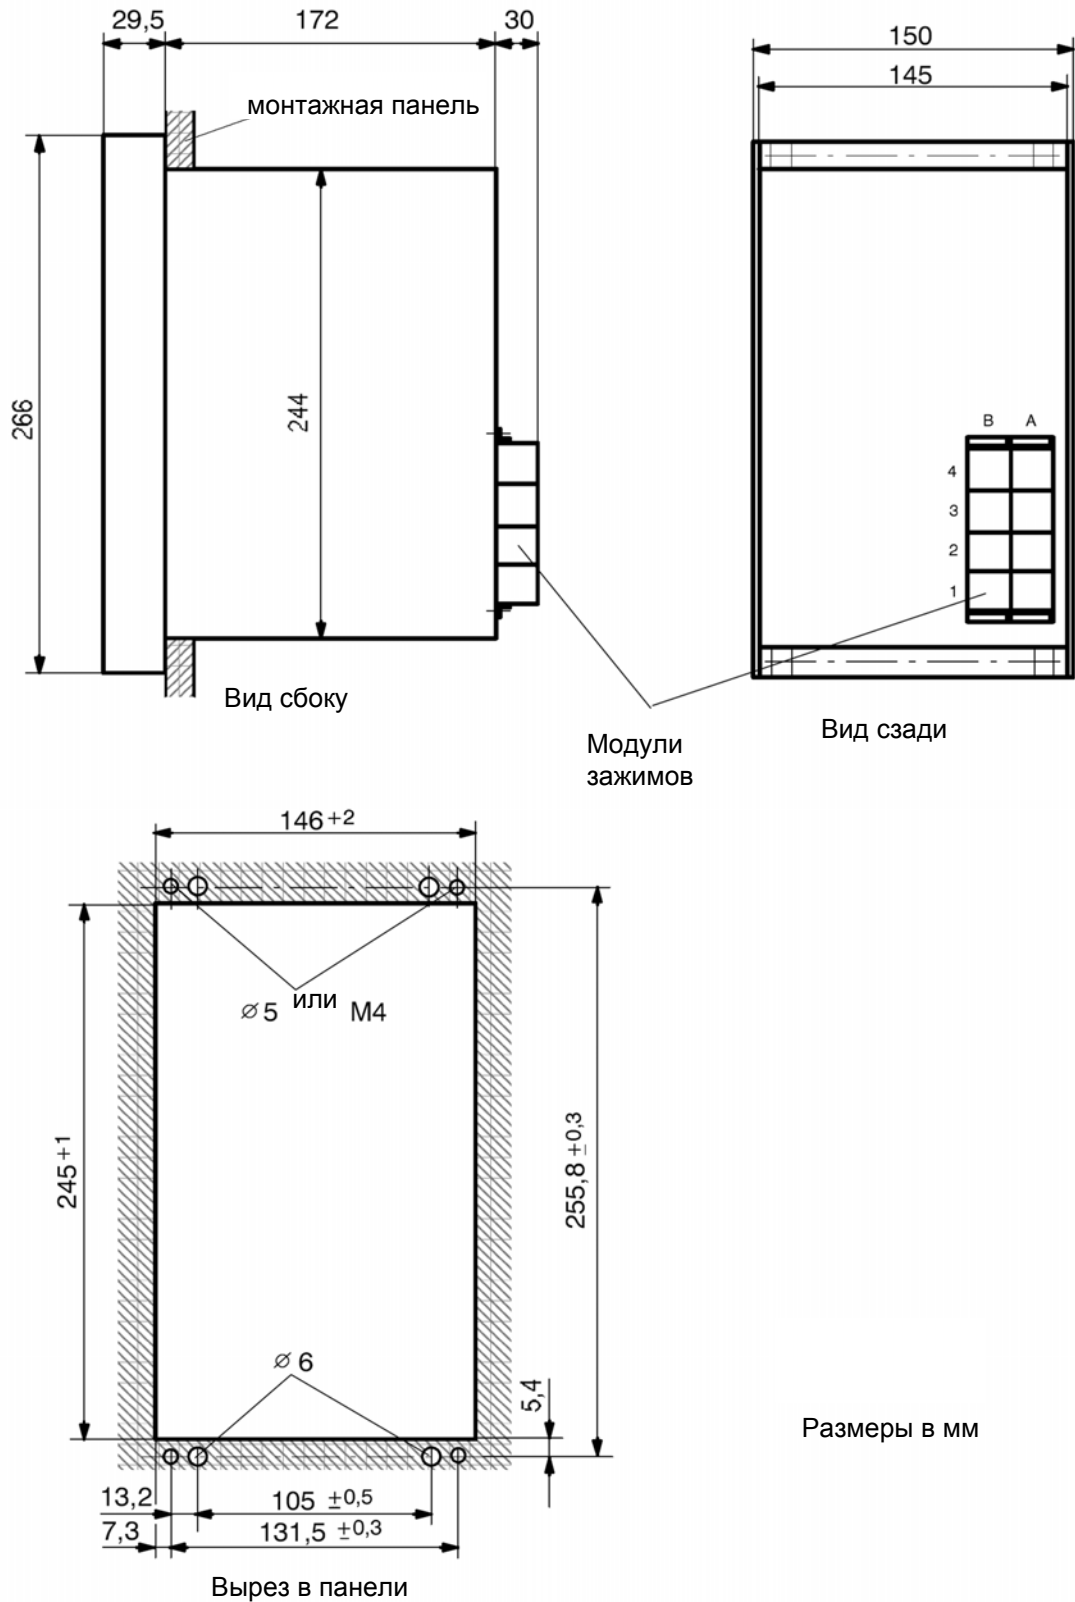 29,5
172
30
150
145
монтажная панель
266
244
B A
4
3
2
1
Вид сбоку
Модули
зажимов
Вид сзади
146+2
или
⌀ 5
M4
245+1
255,8 ±0,3
⌀ 6
5,4
Размеры в мм
13,2
105 ±0,5
7,3
131,5 ±0,3
Вырез в панели